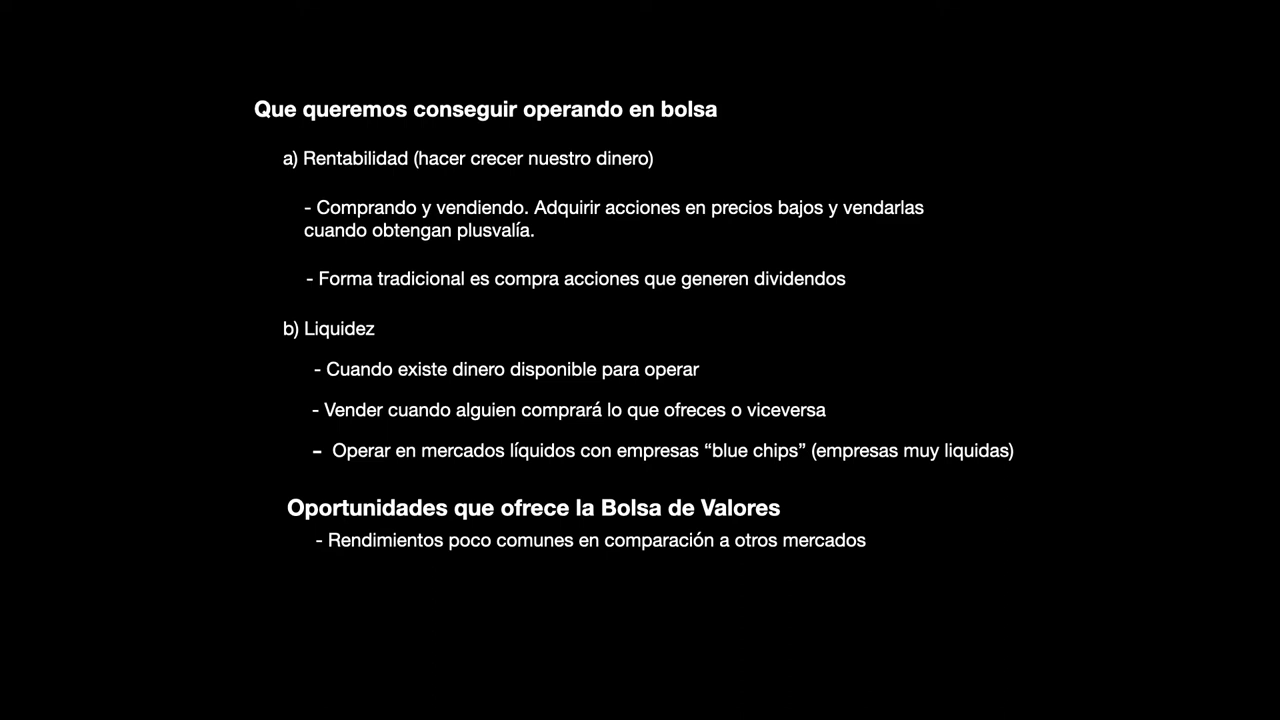 Que queremos conseguir operando en bolsa
a) Rentabilidad (hacer crecer nuestro dinero)
- Comprando y vendiendo. Adquirir acciones en precios bajos y vendarlas
cuando obtengan plusvalía.
- Forma tradicional es compra acciones que generen dividendos
b) Liquidez
- Cuando existe dinero disponible para operar
- Vender cuando alguien comprará lo que ofreces o viceversa
- Operar en mercados líquidos con empresas “blue chips” (empresas muy liquidas)
Oportunidades que ofrece la Bolsa de Valores
- Rendimientos poco comunes en comparación a otros mercados